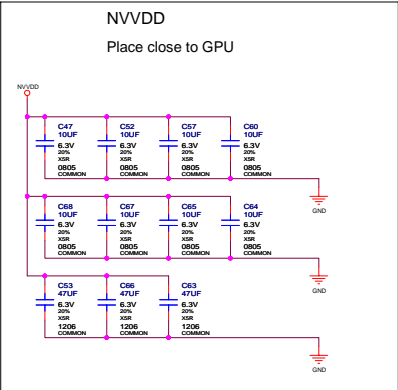 NVVDD
Place close to GPU
NVVDD
C47 C52 C57 C60
10UF 10UF 10UF 10UF
6.3V 6.3V 6.3V 6.3V
20% 20% 20% 20%
X5R X5R X5R X5R
0805 0805 0805 0805
COMMON COMMON COMMON COMMON
GND
C68 C67 C65 C64
10UF 10UF 10UF 10UF
6.3V 6.3V 6.3V 6.3V
20% 20% 20% 20%
X5R X5R X5R X5R
0805 0805 0805 0805
COMMON COMMON COMMON COMMON
GND
C53 C66 C63
47UF 47UF 47UF
6.3V 6.3V 6.3V
20% 20% 20%
X5R X5R X5R
1206 1206 1206
COMMON COMMON COMMON
GND